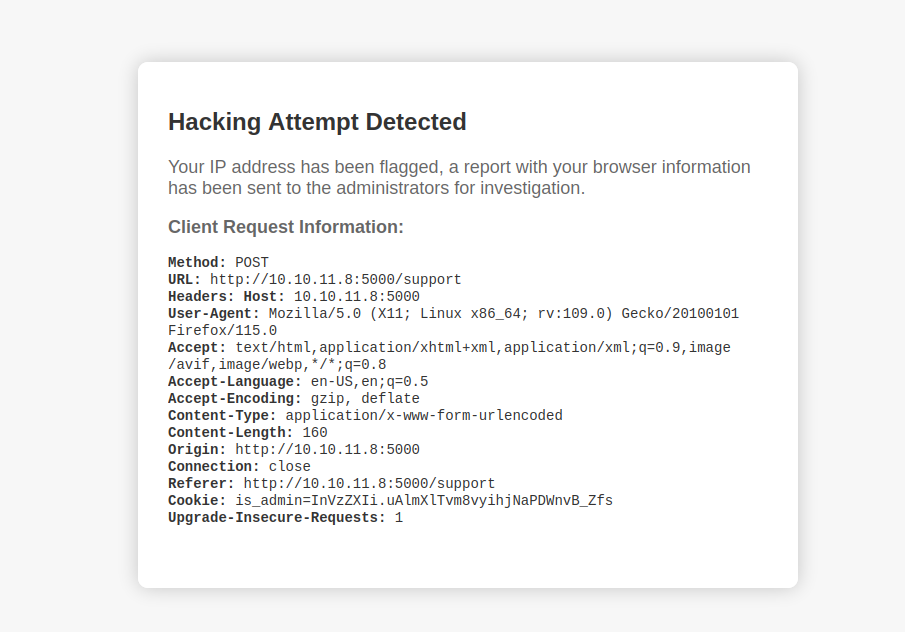 Hacking Attempt Detected
Your IP address has been flagged, a report with your browser information
has been sent to the administrators for investigation.
Client Request Information:
Method: POST
URL: http://10.10.11.8:5000/support
Headers: Host: 10.10.11.8:5000
User-Agent: Mozilla/5.0 (X11; Linux x86_64; rv:109.0) Gecko/20100101
Firefox/115.0
Accept: text/html,application/xhtml+xml,application/xml;q=0.9,image
/avif,image/webp,*/*;q=0.8
Accept-Language: en-US,en;q=0.5
Accept-Encoding: gzip, deflate
Content-Type: application/x-www-form-urlencoded
Content-Length: 160
Origin: http://10.10.11.8:5000
Connection: close
Referer: http://10.10.11.8:5000/support
Cookie: is_admin=InVzZXIi.uAlmXlTvm8vyihjNaPDWnvB_Zfs
Upgrade-Insecure-Requests: 1